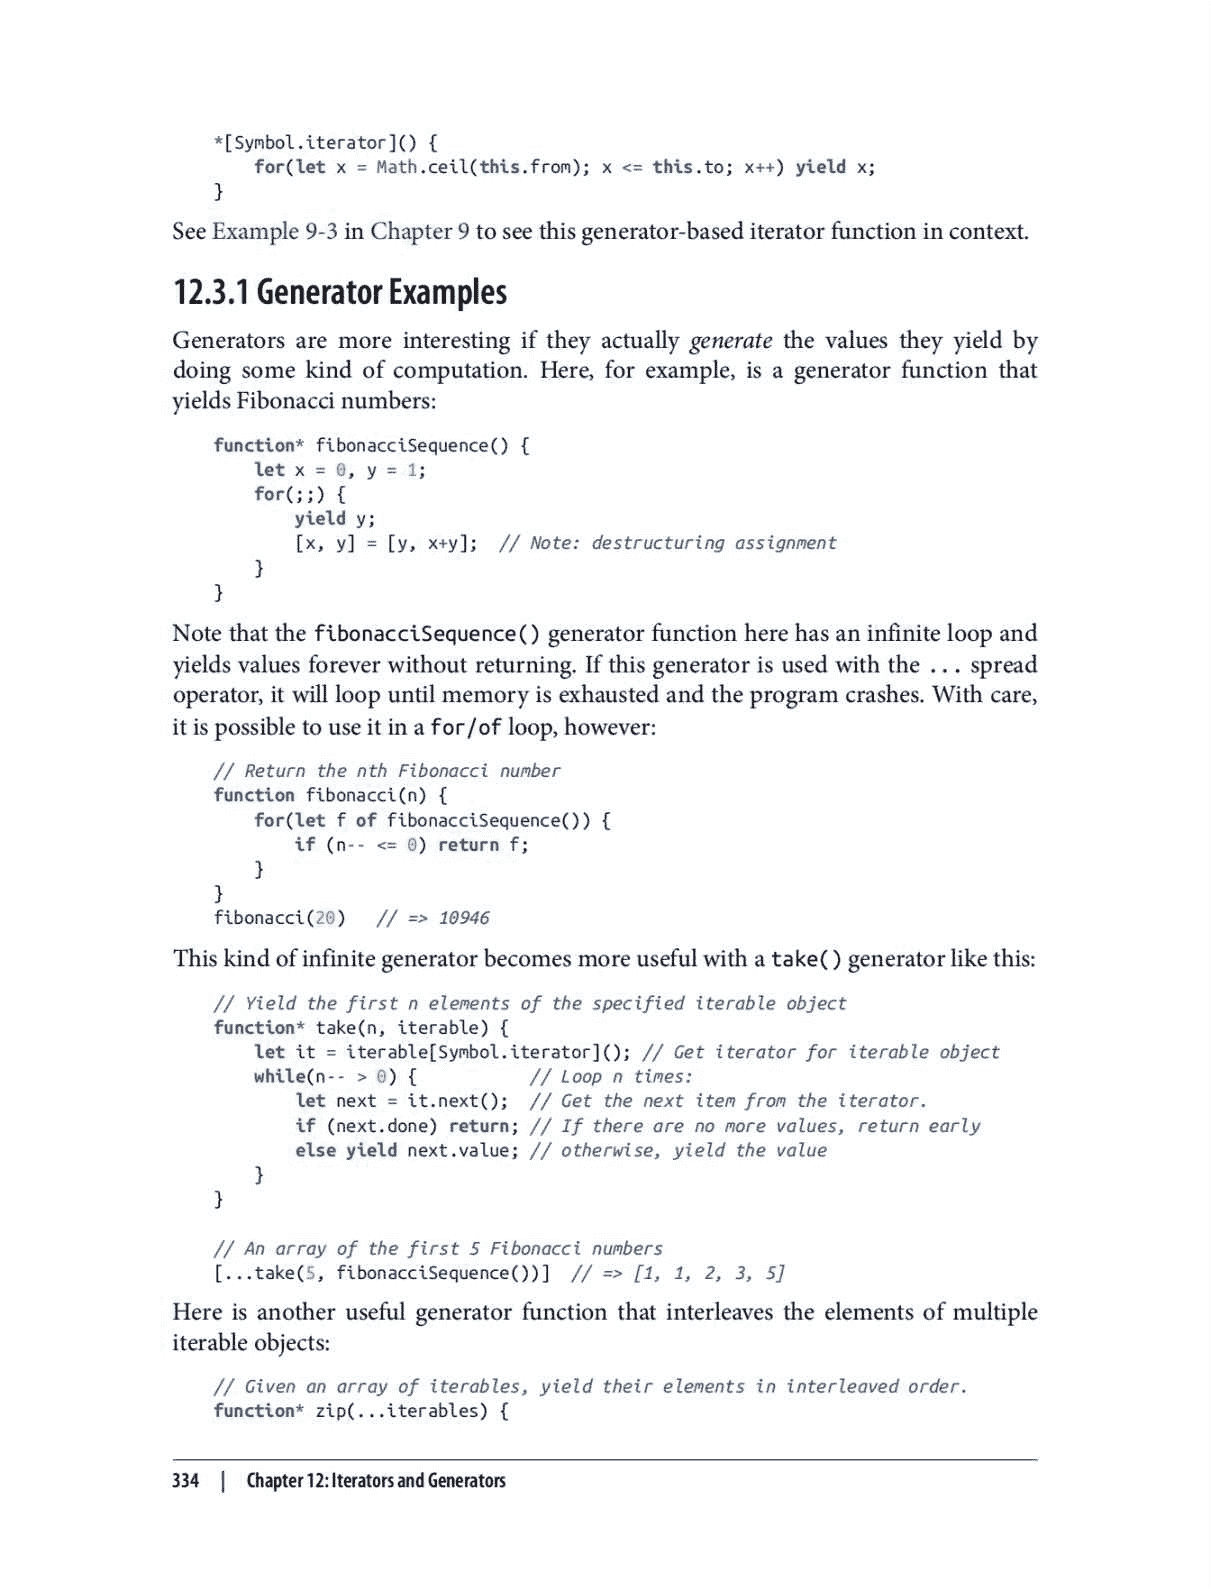 *[Symbol.iterator]() {
    for(let x = Math.ceil(this.from); x <= this.to; x++) yield x;
}
See Example 9-3 in Chapter 9 to see this generator-based iterator function in context.
12.3.1 Generator Examples
Generators are more interesting if they actually generate the values they yield by
doing some kind of computation. Here, for example, is a generator function that
yields Fibonacci numbers:
function* fibonacciSequence() {
    let x = 0, y = 1;
    for(;;) {
        yield y;
        [x, y] = [y, x+y];  // Note: destructuring assignment
    }
}
Note that the fibonacciSequence() generator function here has an infinite loop and
yields values forever without returning. If this generator is used with the ... spread
operator, it will loop until memory is exhausted and the program crashes. With care,
it is possible to use it in a for/of loop, however:
// Return the nth Fibonacci number
function fibonacci(n) {
    for(let f of fibonacciSequence()) {
        if (n-- <= 0) return f;
    }
}
fibonacci(20)   // => 10946
This kind of infinite generator becomes more useful with a take() generator like this:
// Yield the first n elements of the specified iterable object
function* take(n, iterable) {
    let it = iterable[Symbol.iterator](); // Get iterator for iterable object
    while(n-- > 0) {           // Loop n times:
        let next = it.next();  // Get the next item from the iterator.
        if (next.done) return; // If there are no more values, return early
        else yield next.value; // otherwise, yield the value
    }
}
// An array of the first 5 Fibonacci numbers
[...take(5, fibonacciSequence())]  // => [1, 1, 2, 3, 5]
Here is another useful generator function that interleaves the elements of multiple
iterable objects:
// Given an array of iterables, yield their elements in interleaved order.
function* zip(...iterables) {
334 | Chapter 12: Iterators and Generators